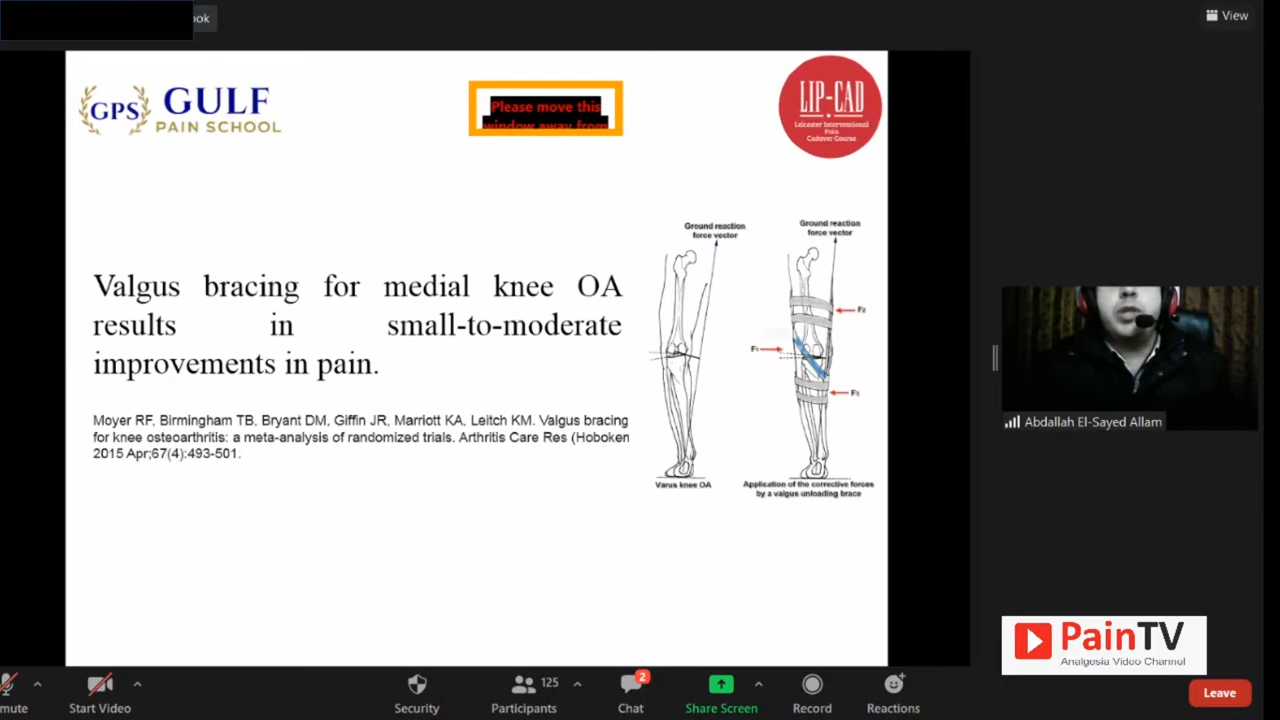 ook
View
GPS
GULF
PAIN SCHOOL
Please move this
window away from
LIP-CAD
Leicester Interventional
Pain
Cadaver Course
Ground reaction
force vector
Ground reaction
force vector
Valgus bracing for medial knee OA
results in small-to-moderate
improvements in pain.
F2
F1
F3
Moyer RF, Birmingham TB, Bryant DM, Giffin JR, Marriott KA, Leitch KM. Valgus bracing
for knee osteoarthritis: a meta-analysis of randomized trials. Arthritis Care Res (Hoboken
2015 Apr;67(4):493-501.
Varus knee OA
Application of the corrective forces
by a valgus unloading brace
Abdallah El-Sayed Allam
PainTV
Analgesia Video Channel
mute
Start Video
Security
125
Participants
2
Chat
Share Screen
Record
Reactions
Leave